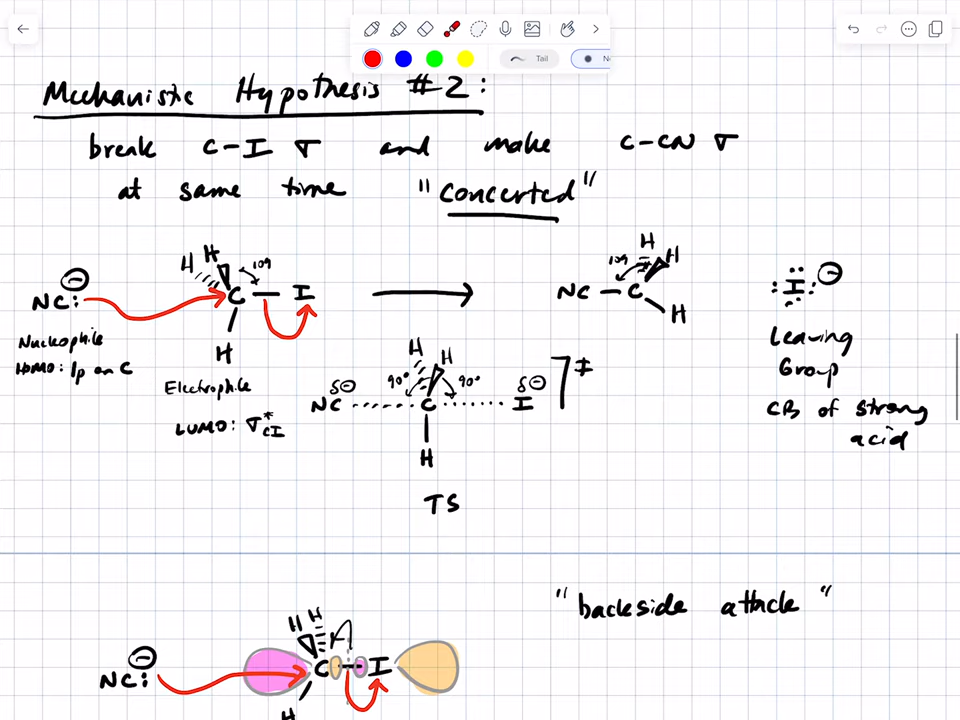 Tail
Mechanistic Hypothesis #2:
break C-I σ and make C-CN σ
at same time "concerted"
H H 109
NC: ⊖ C - I
H
Nucleophile
HOMO: lp on C
Electrophile
LUMO: σ*CI
H H
109
NC - C
H
:I: ⊖
Leaving
Group
CB of strong
acid
H H
δ⊖ 90° 90° δ⊖ ‡
NC C I
H
TS
"backside attack"
H H
NC: ⊖ C - I
H